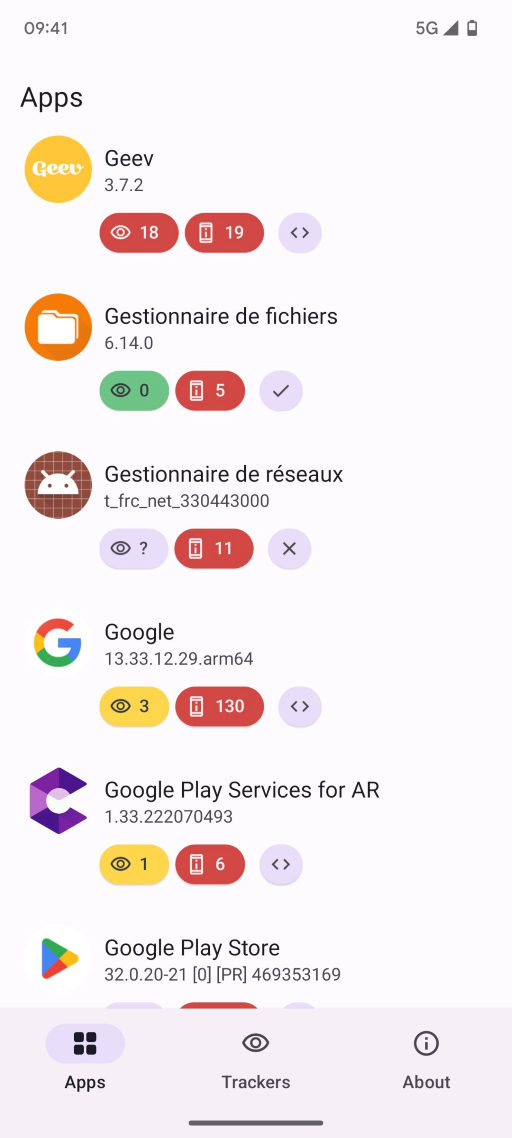 09:41
5G
Apps
Geev
Geev
3.7.2
18
19
Gestionnaire de fichiers
6.14.0
0
5
Gestionnaire de réseaux
t_frc_net_330443000
?
11
Google
13.33.12.29.arm64
3
130
Google Play Services for AR
1.33.222070493
1
6
Google Play Store
32.0.20-21 [0] [PR] 469353169
Apps
Trackers
About